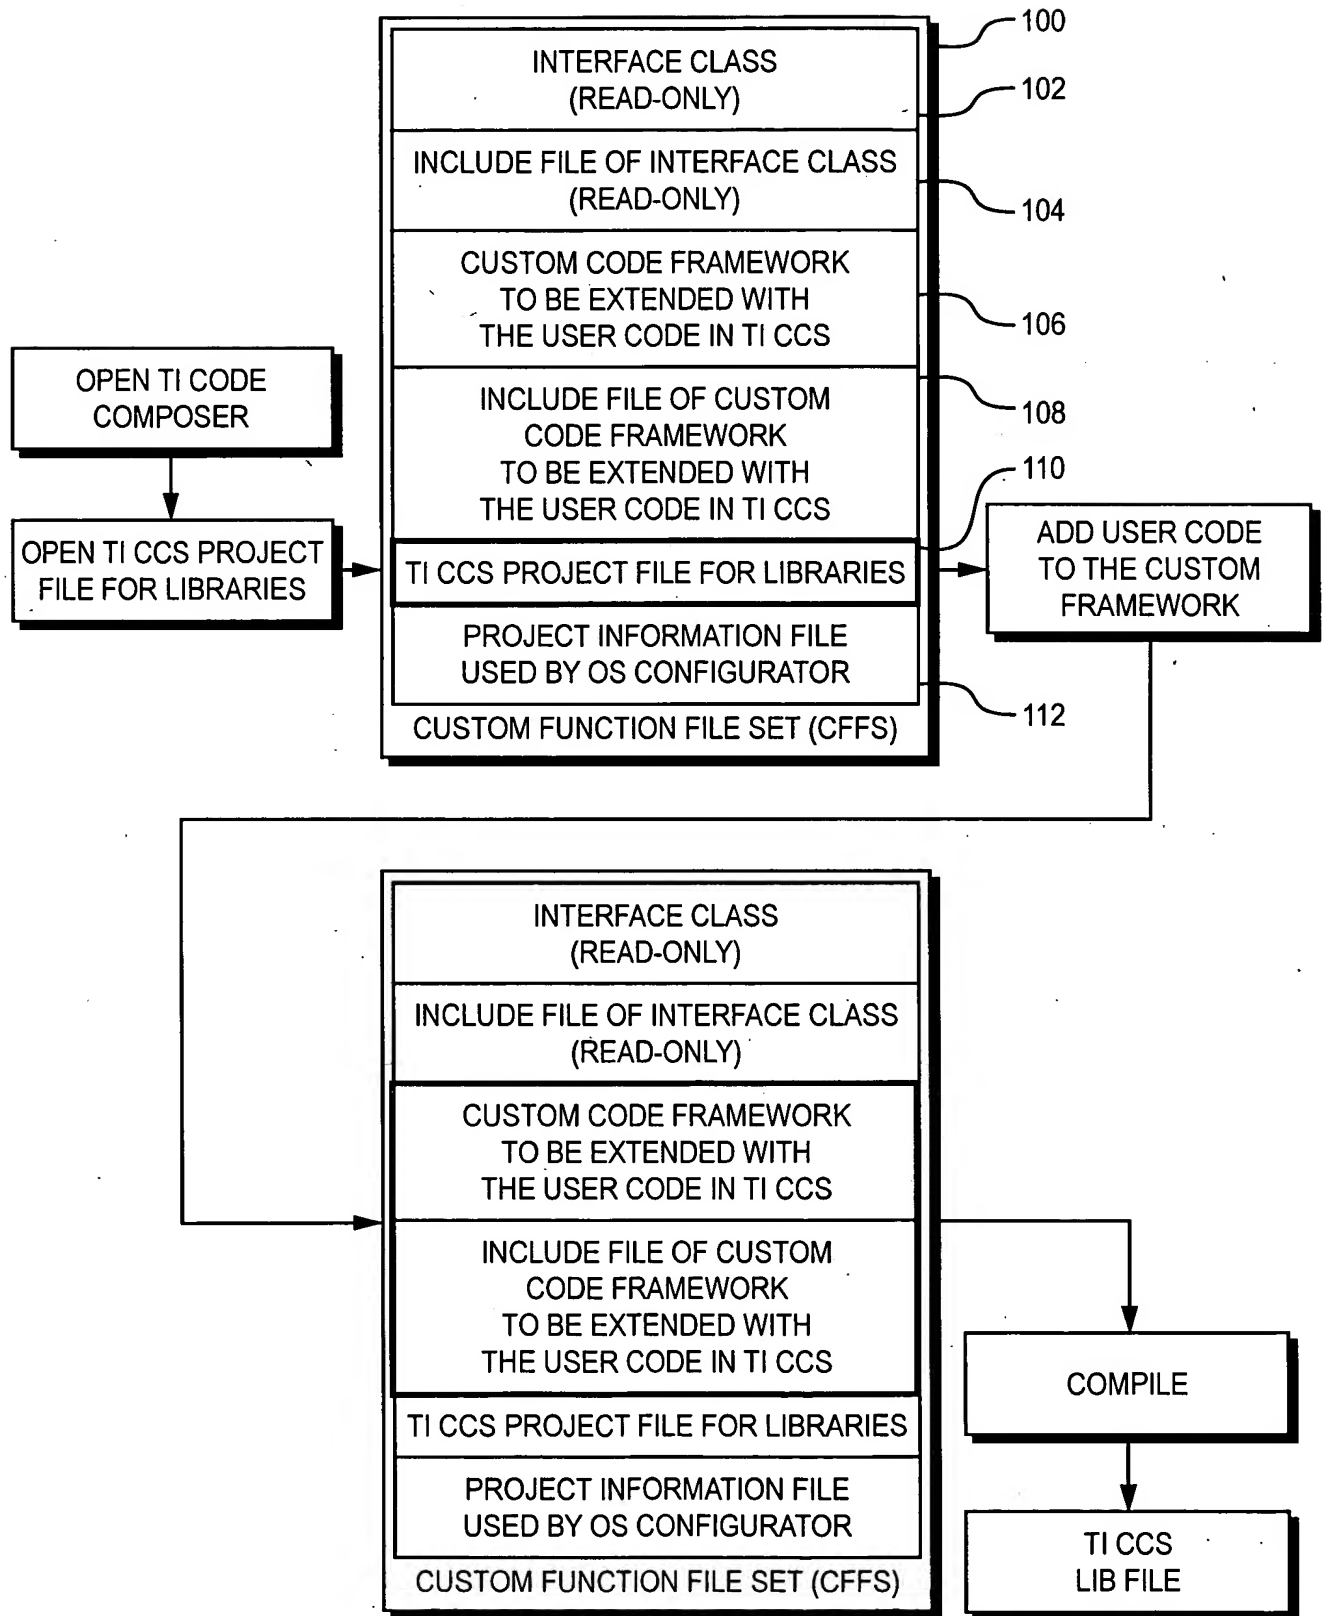 INTERFACE CLASS
(READ-ONLY)
INCLUDE FILE OF INTERFACE CLASS
(READ-ONLY)
CUSTOM CODE FRAMEWORK
TO BE EXTENDED WITH
THE USER CODE IN TI CCS
INCLUDE FILE OF CUSTOM
CODE FRAMEWORK
TO BE EXTENDED WITH
THE USER CODE IN TI CCS
TI CCS PROJECT FILE FOR LIBRARIES
PROJECT INFORMATION FILE
USED BY OS CONFIGURATOR
CUSTOM FUNCTION FILE SET (CFFS)
100
102
104
106
108
110
112
OPEN TI CODE
COMPOSER
OPEN TI CCS PROJECT
FILE FOR LIBRARIES
ADD USER CODE
TO THE CUSTOM
FRAMEWORK
INTERFACE CLASS
(READ-ONLY)
INCLUDE FILE OF INTERFACE CLASS
(READ-ONLY)
CUSTOM CODE FRAMEWORK
TO BE EXTENDED WITH
THE USER CODE IN TI CCS
INCLUDE FILE OF CUSTOM
CODE FRAMEWORK
TO BE EXTENDED WITH
THE USER CODE IN TI CCS
TI CCS PROJECT FILE FOR LIBRARIES
PROJECT INFORMATION FILE
USED BY OS CONFIGURATOR
CUSTOM FUNCTION FILE SET (CFFS)
COMPILE
TI CCS
LIB FILE